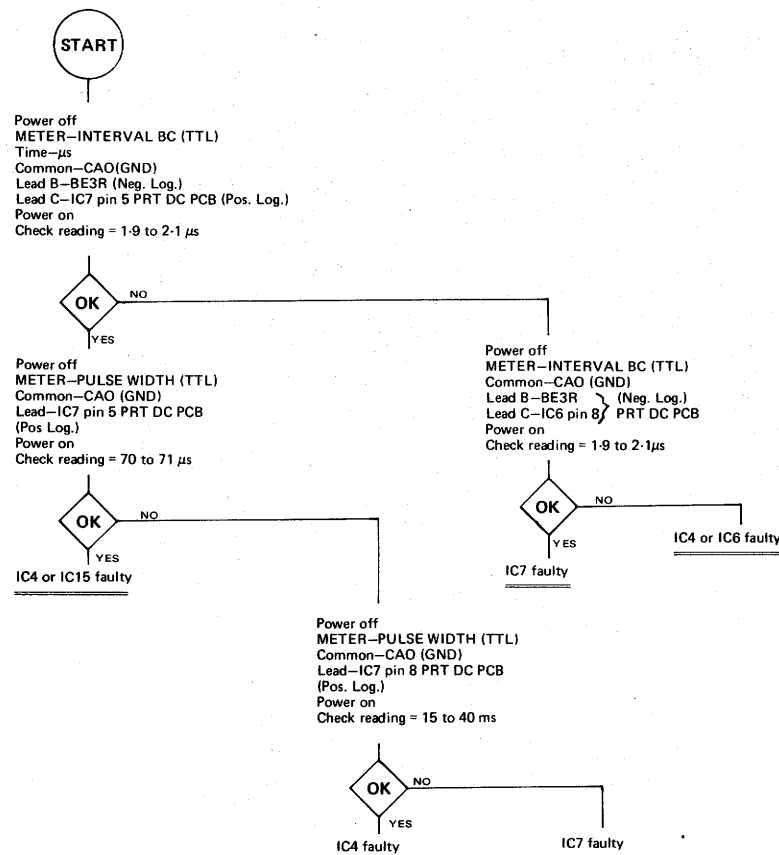 START
Power off
METER—INTERVAL BC (TTL)
Time—µs
Common—CAO(GND)
Lead B—BE3R (Neg. Log.)
Lead C—IC7 pin 5 PRT DC PCB (Pos. Log.)
Power on
Check reading = 1·9 to 2·1 µs
OK
NO
YES
Power off
METER—PULSE WIDTH (TTL)
Common—CAO (GND)
Lead—IC7 pin 5 PRT DC PCB
(Pos Log.)
Power on
Check reading = 70 to 71 µs
OK
NO
YES
IC4 or IC15 faulty
Power off
METER—INTERVAL BC (TTL)
Common—CAO (GND)
Lead B—BE3R } (Neg. Log.)
Lead C—IC6 pin 8 } PRT DC PCB
Power on
Check reading = 1·9 to 2·1µs
OK
NO
YES
IC7 faulty
IC4 or IC6 faulty
Power off
METER—PULSE WIDTH (TTL)
Common—CAO (GND)
Lead—IC7 pin 8 PRT DC PCB
(Pos. Log.)
Power on
Check reading = 15 to 40 ms
OK
NO
YES
IC4 faulty
IC7 faulty